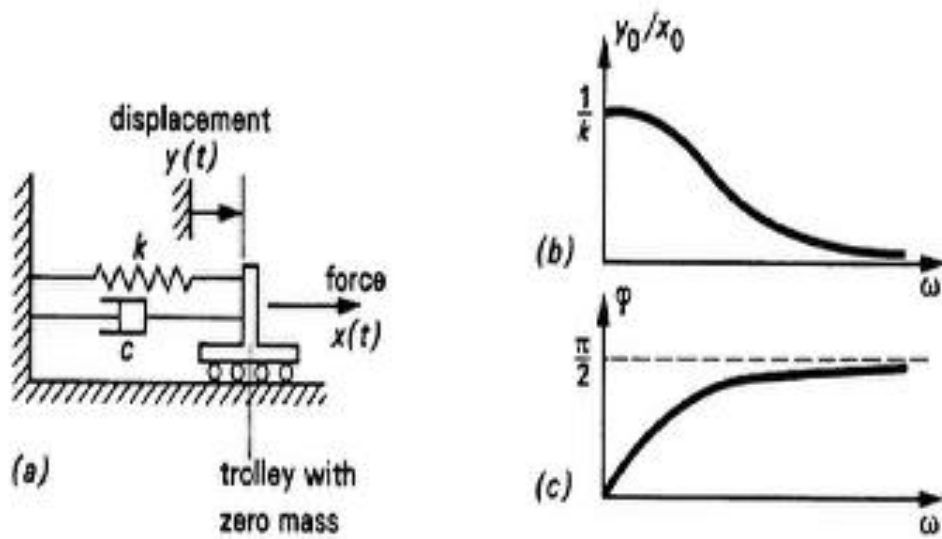 displacement
y(t)
k
c
force
x(t)
(a)
trolley with
zero mass
y₀/x₀
1/k
(b)
ω
φ
π/2
(c)
ω